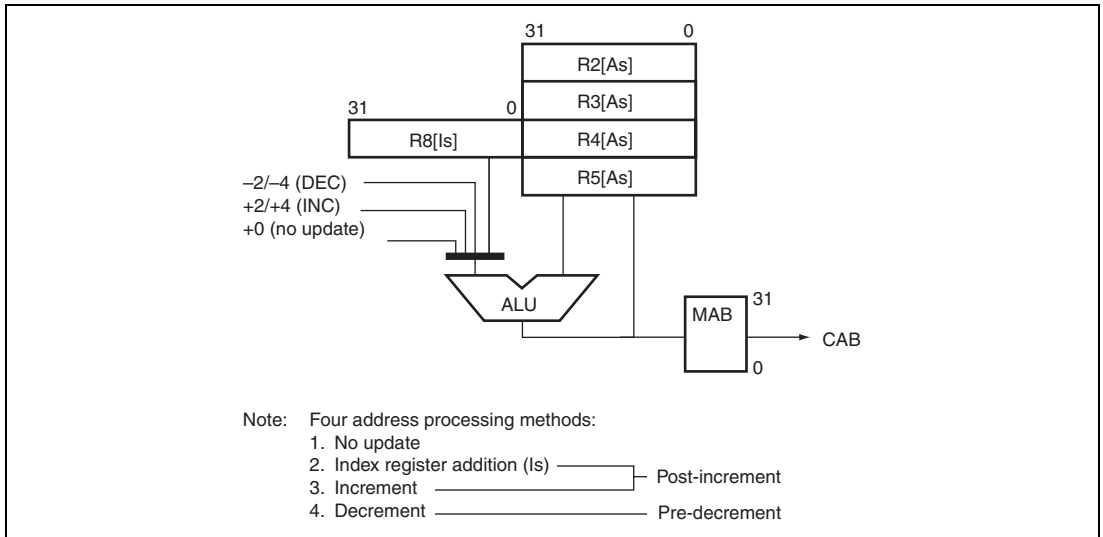 31 0
R2[As]
R3[As]
31 0
R8[Is] R4[As]
R5[As]
–2/–4 (DEC)
+2/+4 (INC)
+0 (no update)
ALU
MAB
31
CAB
0
Note: Four address processing methods:
1. No update
2. Index register addition (Is)
Post-increment
3. Increment
4. Decrement Pre-decrement